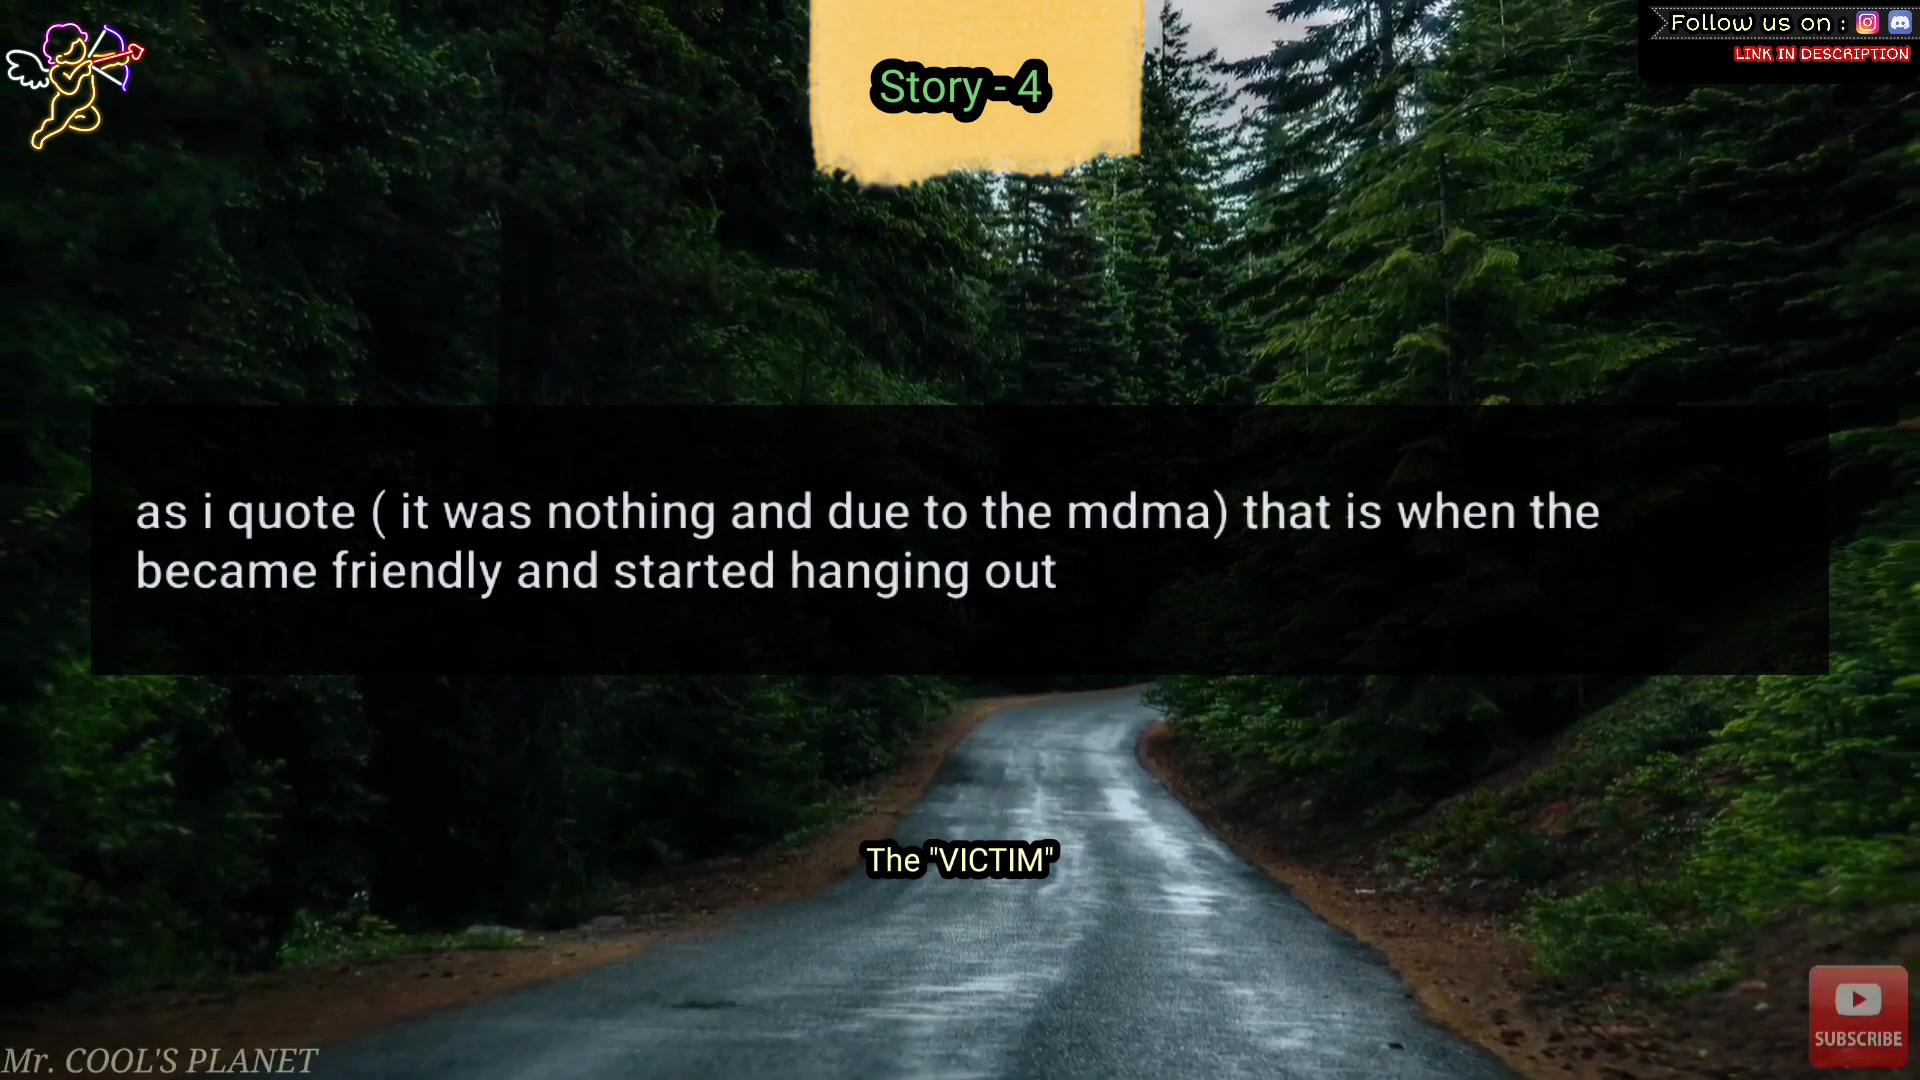 Follow us on :
LINK IN DESCRIPTION
Story - 4
as i quote ( it was nothing and due to the mdma) that is when the
became friendly and started hanging out
The "VICTIM"
SUBSCRIBE
Mr. COOL'S PLANET